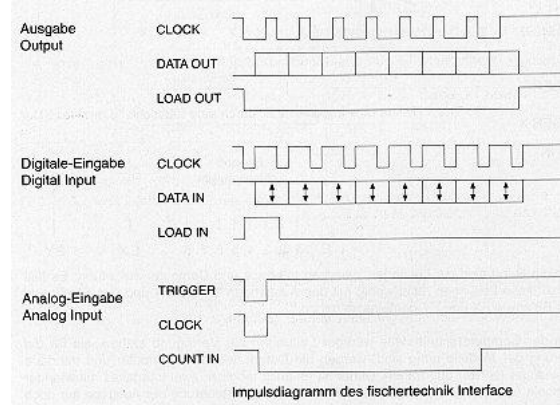 Ausgabe
Output
CLOCK
DATA OUT
LOAD OUT
Digitale-Eingabe
Digital Input
CLOCK
DATA IN
LOAD IN
Analog-Eingabe
Analog Input
TRIGGER
CLOCK
COUNT IN
Impulsdiagramm des fischertechnik Interface